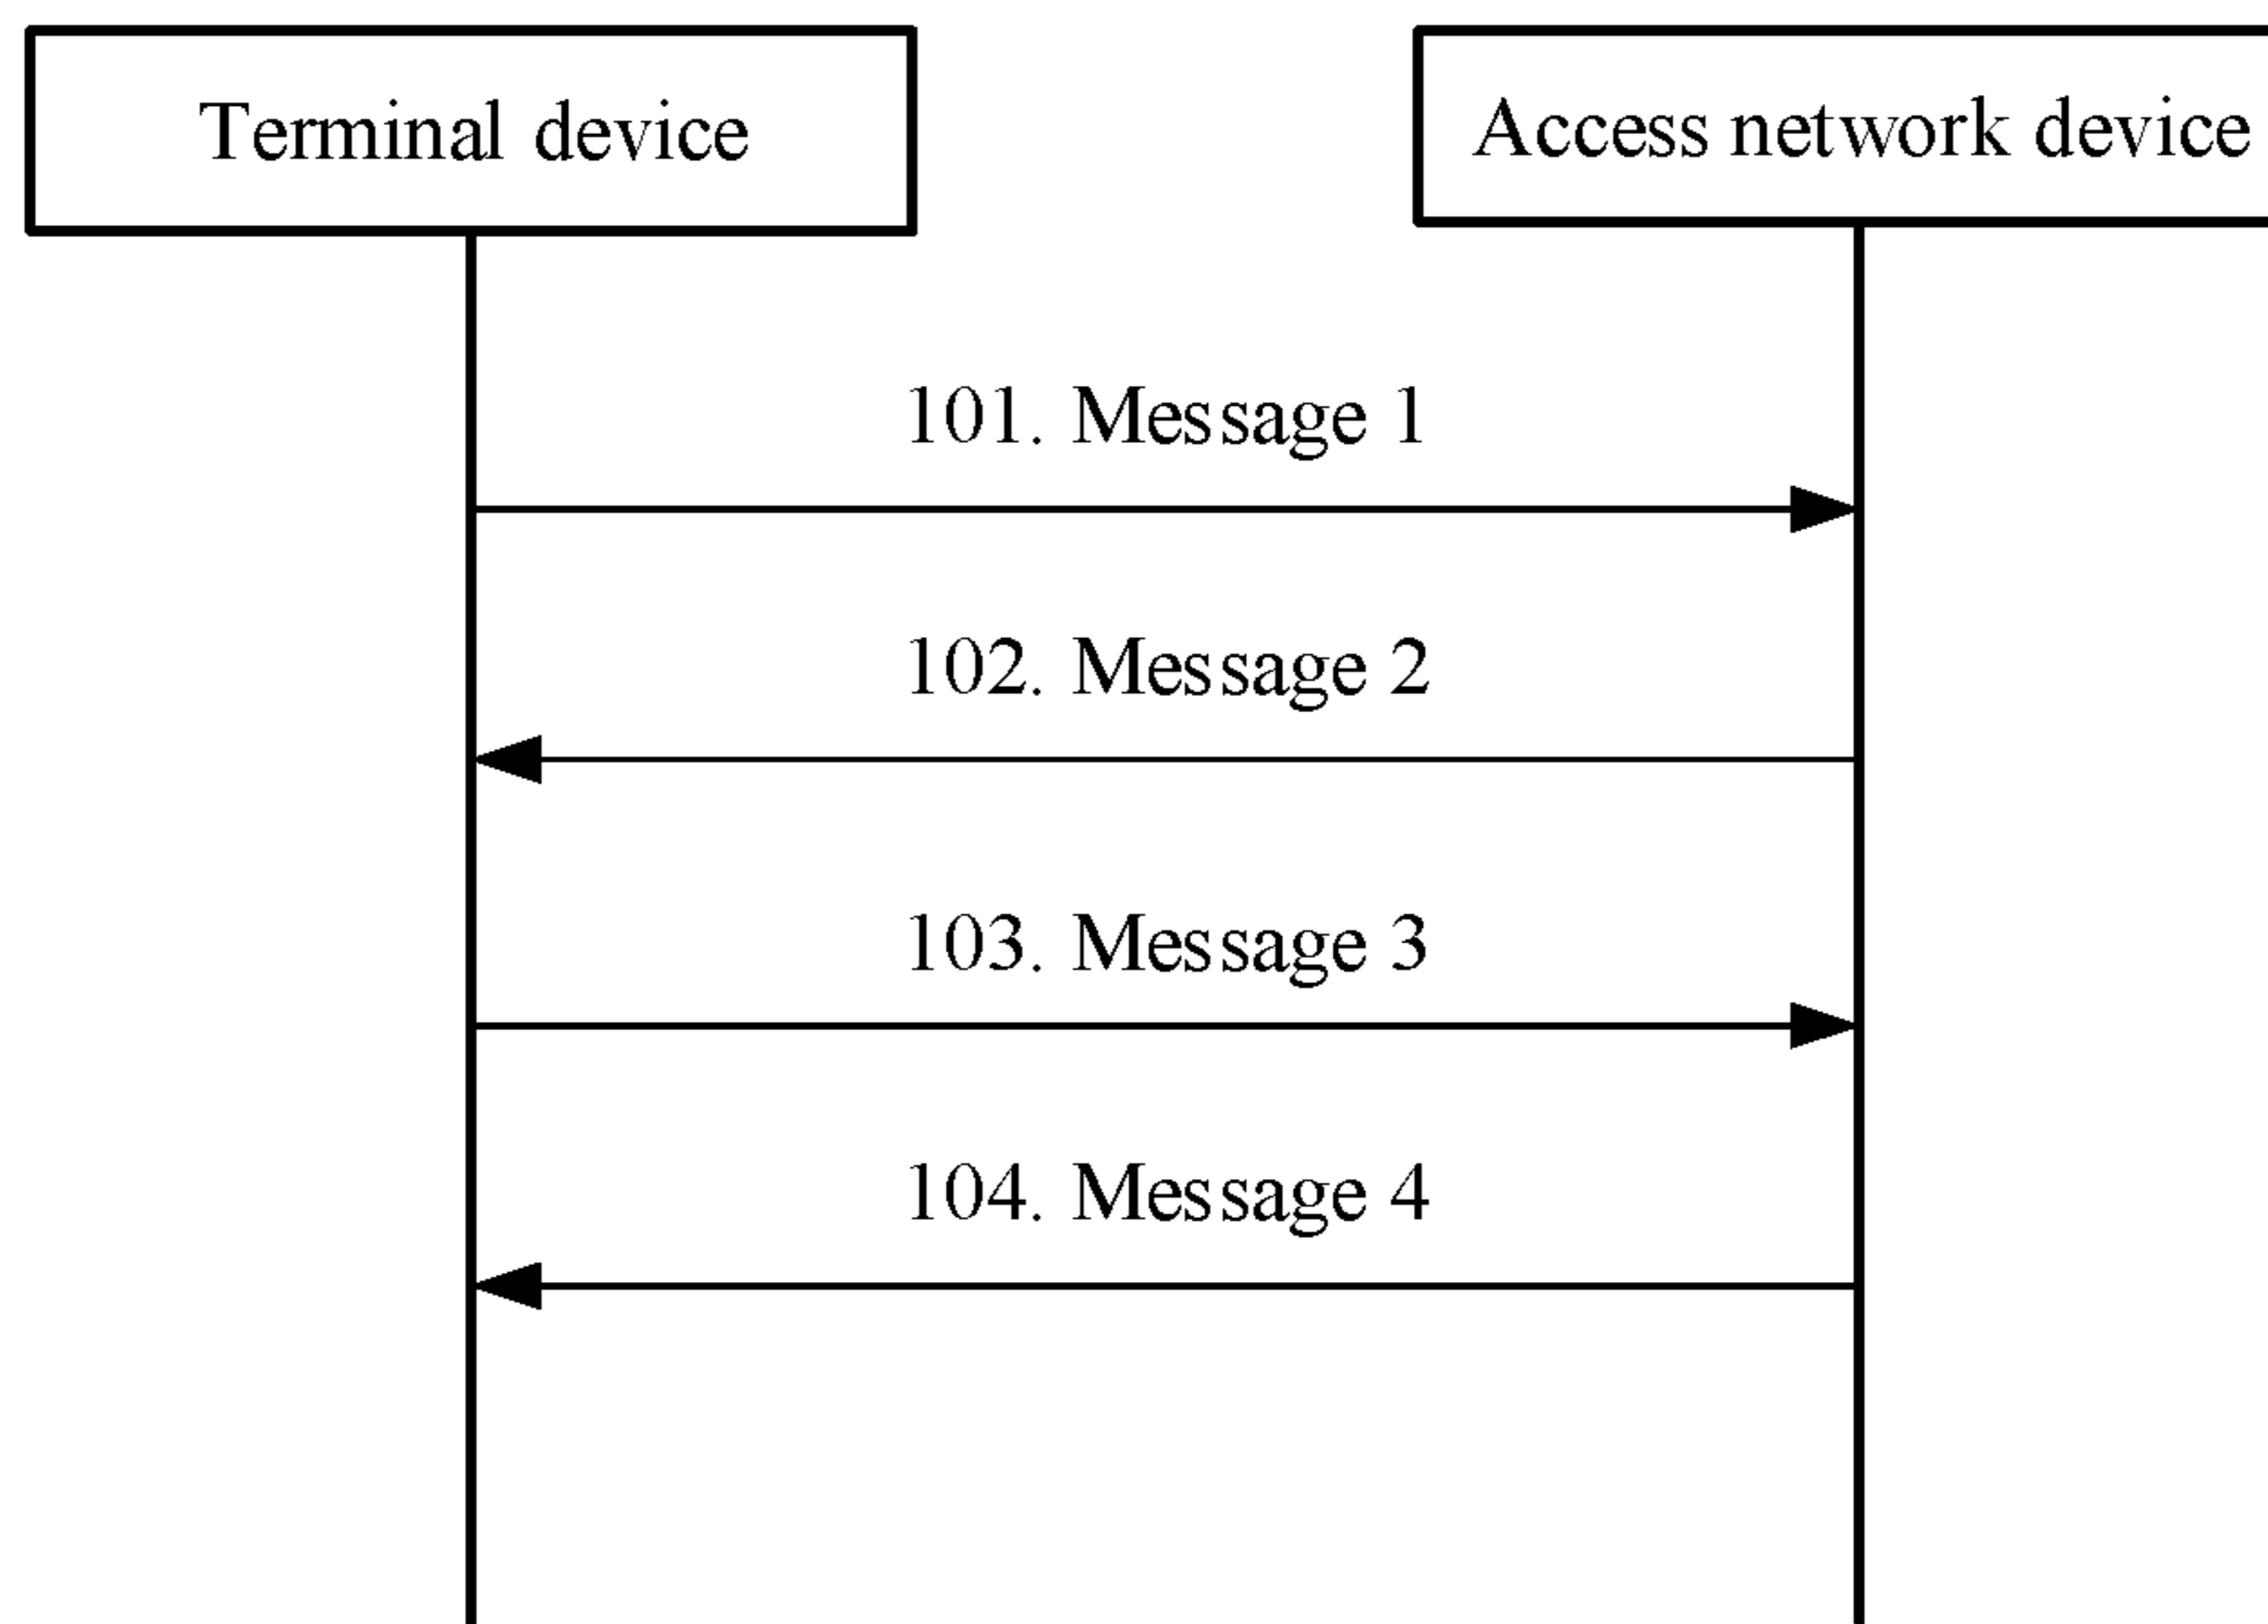 Terminal device
Access network device
101. Message 1
102. Message 2
103. Message 3
104. Message 4